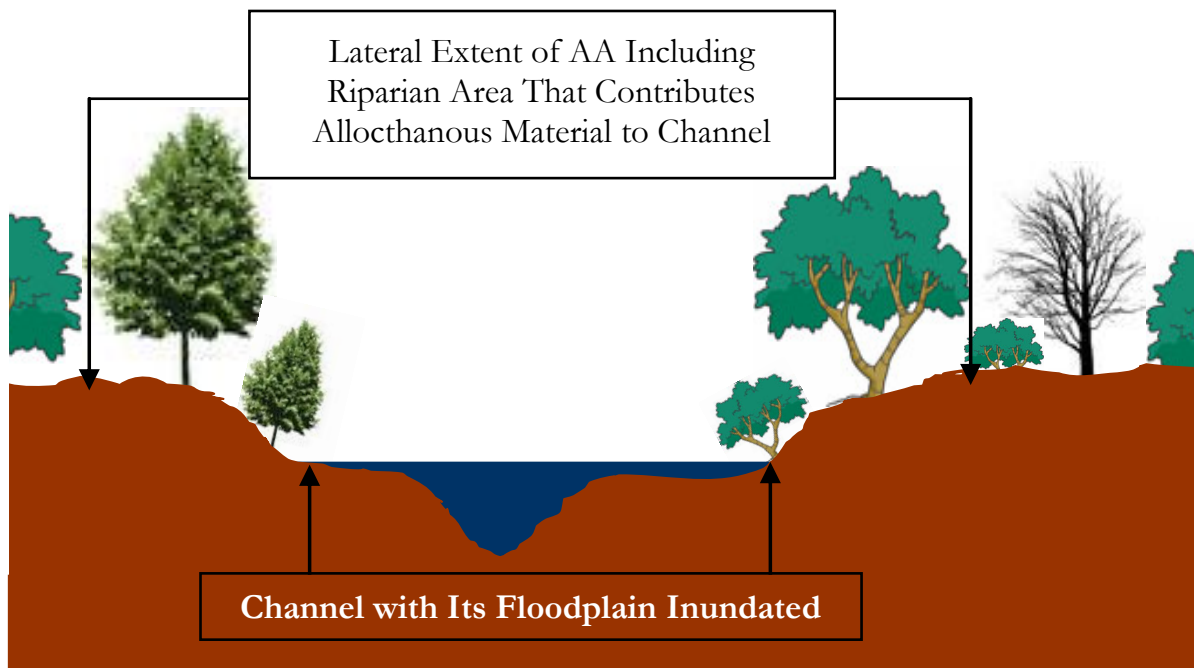 Lateral Extent of AA Including
Riparian Area That Contributes
Allocthanous Material to Channel
Channel with Its Floodplain Inundated